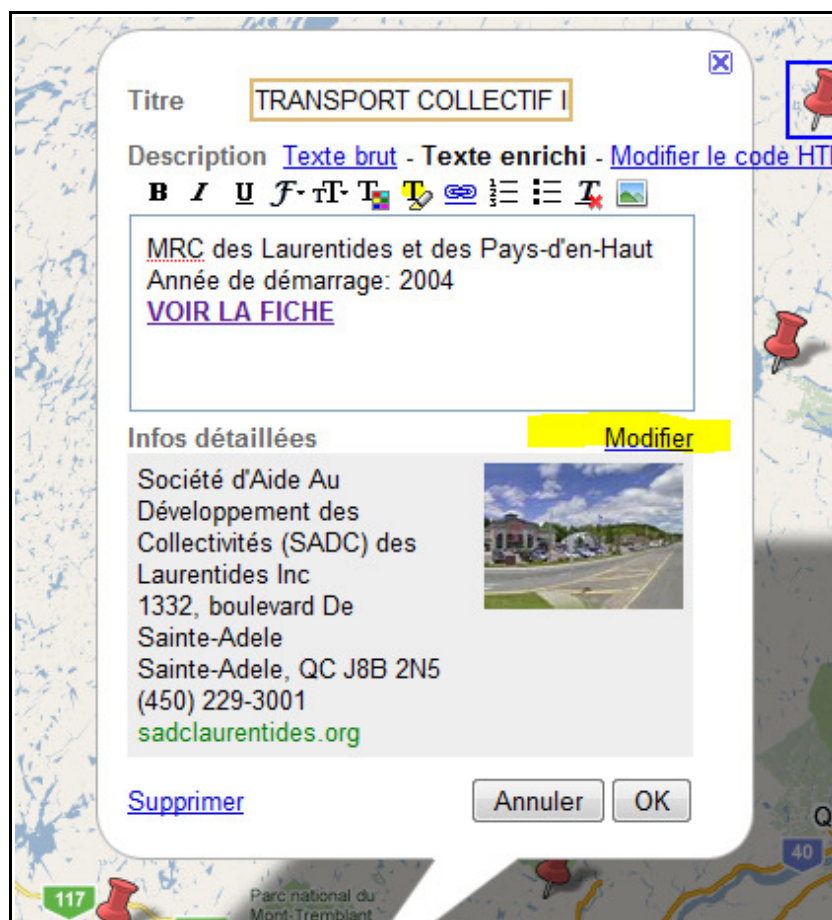 Titre TRANSPORT COLLECTIF I
Description Texte brut - Texte enrichi - Modifier le code HT
B I U F TT T T T
MRC des Laurentides et des Pays-d'en-Haut
Année de démarrage: 2004
VOIR LA FICHE
Infos détaillées Modifier
Société d'Aide Au
Développement des
Collectivités (SADC) des
Laurentides Inc
1332, boulevard De
Sainte-Adele
Sainte-Adele, QC J8B 2N5
(450) 229-3001
sadclaurentides.org
Supprimer Annuler OK
Q
40
117
Parc national du
Mont-Tremblant